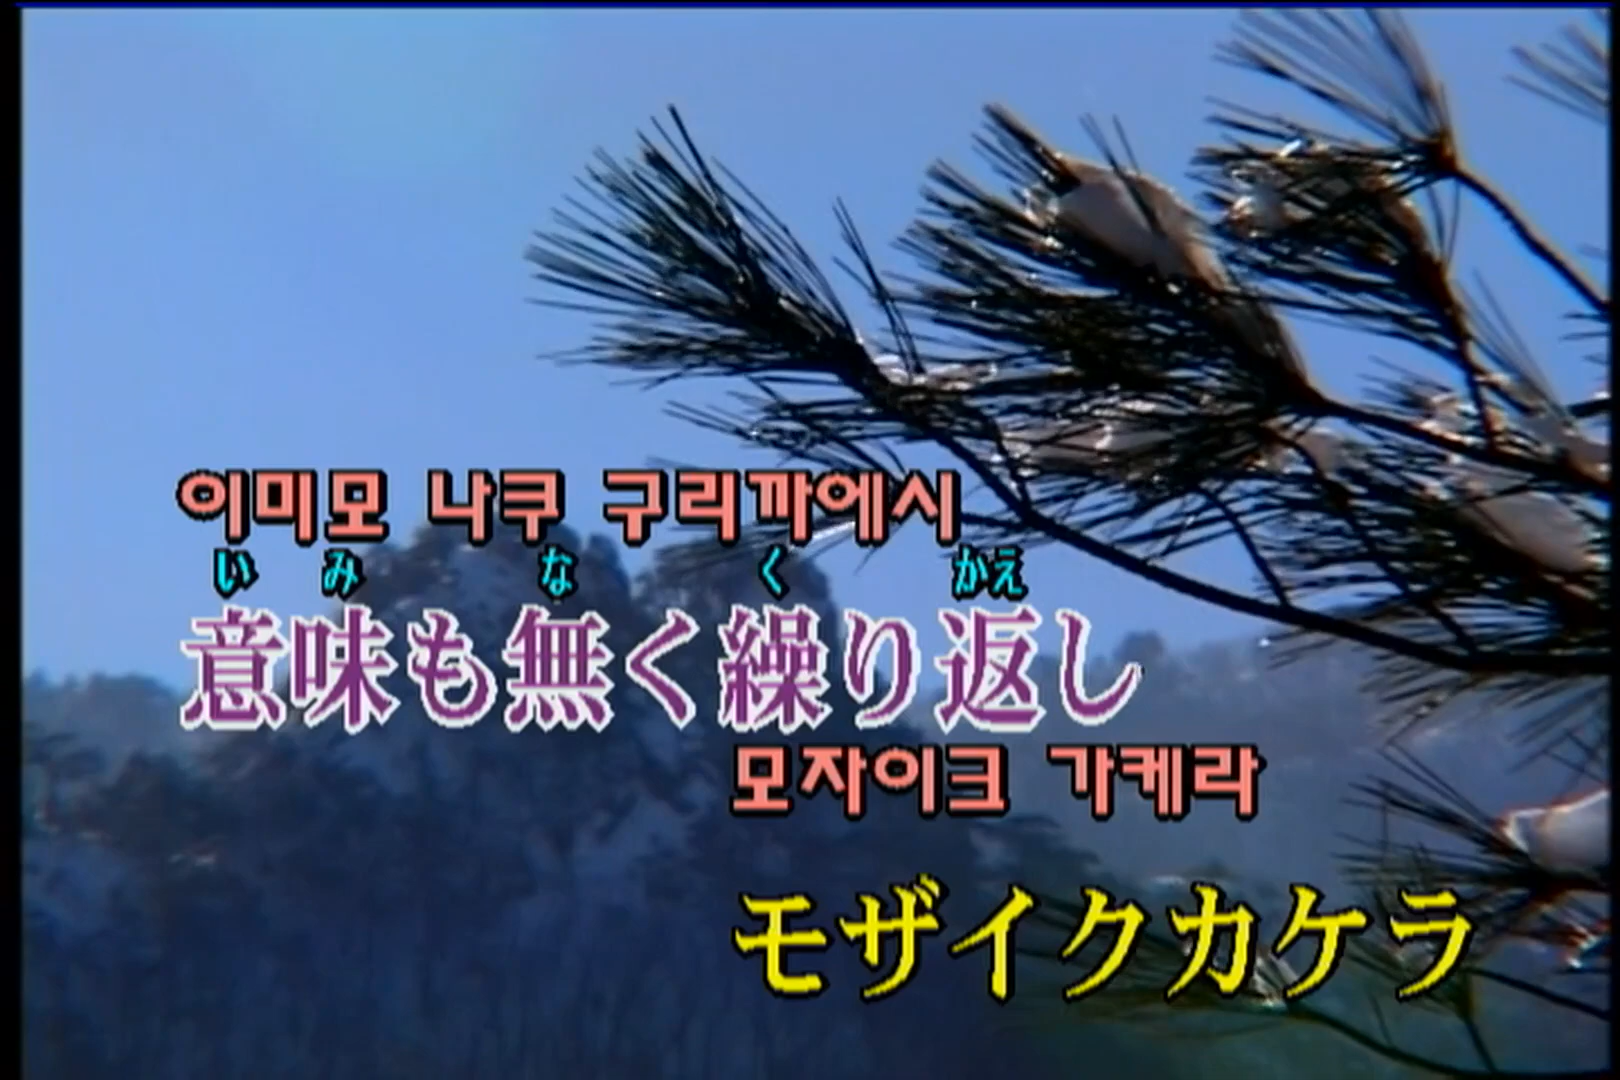 이미모 나쿠 구리까에시
い み な く かえ
意味も無く繰り返し
모자이크 가케라
モザイクカケラ